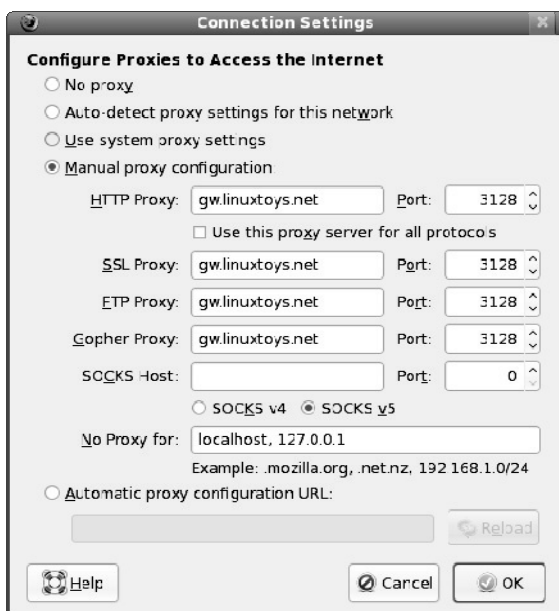 Connection Settings
Configure Proxies to Access the Internet
No proxy
Auto-detect proxy settings for this network
Use system proxy settings
Manual proxy configuration:
HTTP Proxy: gw.linuxtoys.net Port: 3128
Use this proxy server for all protocols
SSL Proxy: gw.linuxtoys.net Port: 3128
FTP Proxy: gw.linuxtoys.net Port: 3128
Gopher Proxy: gw.linuxtoys.net Port: 3128
SOCKS Host: Port: 0
SOCKS v4 SOCKS v5
No Proxy for: localhost, 127.0.0.1
Example: .mozilla.org, .net.nz, 192.168.1.0/24
Automatic proxy configuration URL:
Reload
Help Cancel OK